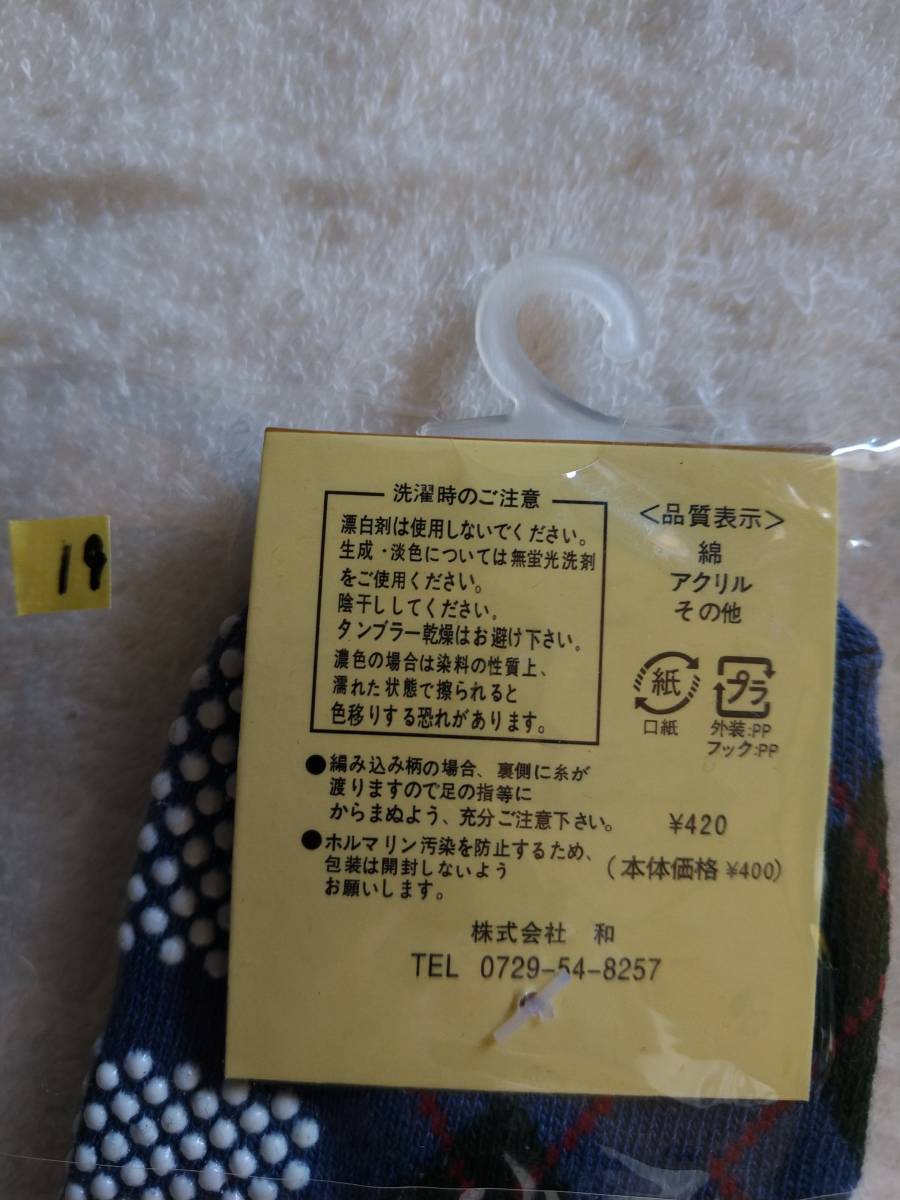 19
洗濯時のご注意
漂白剤は使用しないでください。
生成・淡色については無蛍光洗剤
をご使用ください。
陰干ししてください。
タンブラー乾燥はお避け下さい。
濃色の場合は染料の性質上、
濡れた状態で擦られると
色移りする恐れがあります。
<品質表示>
綿
アクリル
その他
紙
口紙
プラ
外装:PP
フック:PP
●編み込み柄の場合、裏側に糸が
渡りますので足の指等に
からまぬよう、充分ご注意下さい。
●ホルマリン汚染を防止するため、
包装は開封しないよう
お願いします。
¥420
(本体価格 ¥400)
株式会社 和
TEL 0729-54-8257